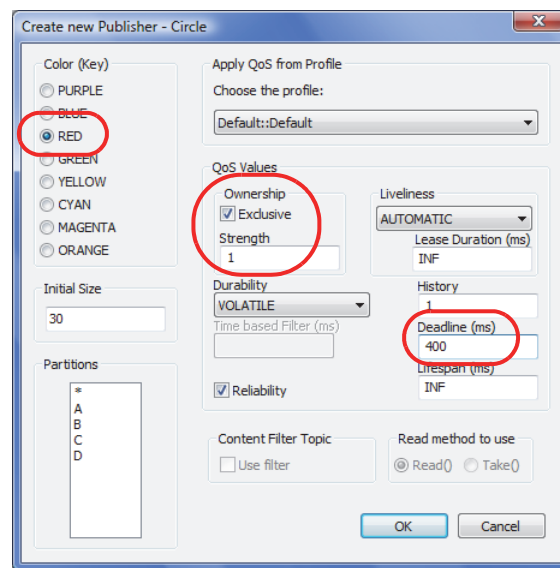 Create new Publisher - Circle
Color (Key)
PURPLE
BLUE
RED
GREEN
YELLOW
CYAN
MAGENTA
ORANGE
Initial Size
30
Partitions
*
A
B
C
D
Apply QoS from Profile
Choose the profile:
Default::Default
QoS Values
Ownership
Exclusive
Strength
1
Liveliness
AUTOMATIC
Lease Duration (ms)
INF
Durability
VOLATILE
Time based Filter (ms)
Reliability
History
1
Deadline (ms)
400
Lifespan (ms)
INF
Content Filter Topic
Use filter
Read method to use
Read() Take()
OK Cancel